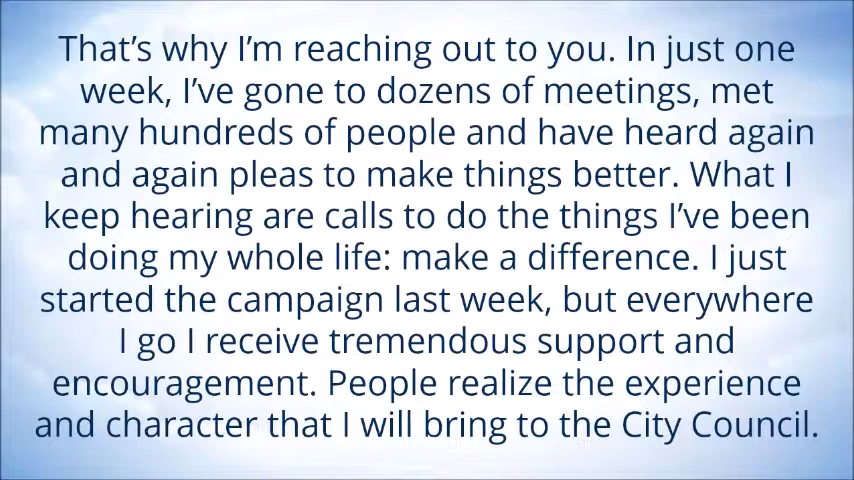 That’s why I’m reaching out to you. In just one
week, I’ve gone to dozens of meetings, met
many hundreds of people and have heard again
and again pleas to make things better. What I
keep hearing are calls to do the things I’ve been
doing my whole life: make a difference. I just
started the campaign last week, but everywhere
I go I receive tremendous support and
encouragement. People realize the experience
and character that I will bring to the City Council.